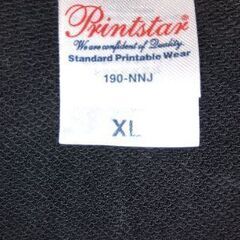 Printstar®
We are confident of Quality.
Standard Printable Wear
190-NNJ
XL